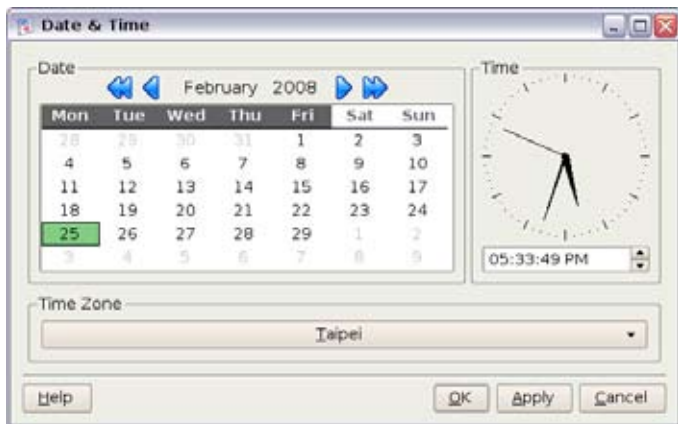 Date & Time
Date
February 2008
Mon Tue Wed Thu Fri Sat Sun
28 29 30 31 1 2 3
4 5 6 7 8 9 10
11 12 13 14 15 16 17
18 19 20 21 22 23 24
25 26 27 28 29 1 2
3 4 5 6 7 8 9
Time
05:33:49 PM
Time Zone
Taipei
Help
OK
Apply
Cancel